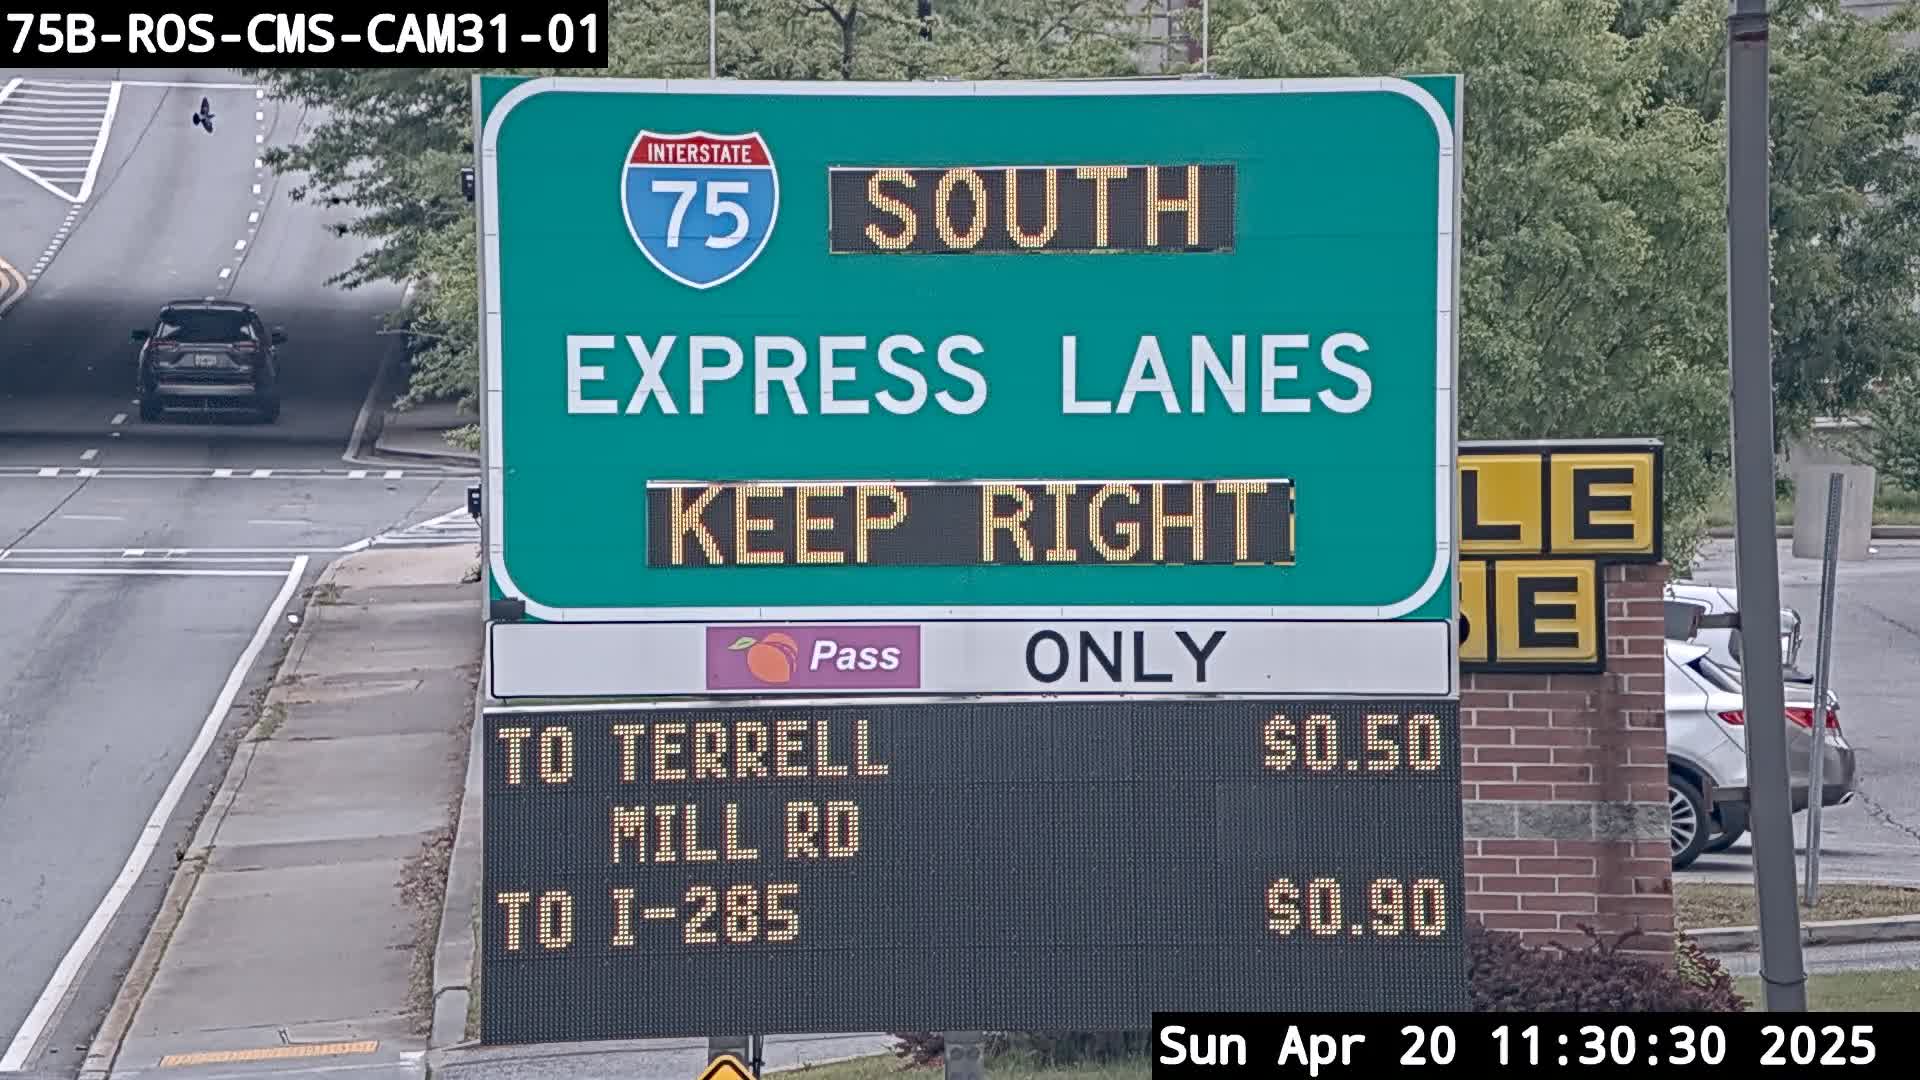 75B-ROS-CMS-CAM31-01
INTERSTATE
75
SOUTH
EXPRESS LANES
KEEP RIGHT
Pass ONLY
TO TERRELL $0.50
MILL RD
TO I-285 $0.90
LE
E
Sun Apr 20 11:30:30 2025